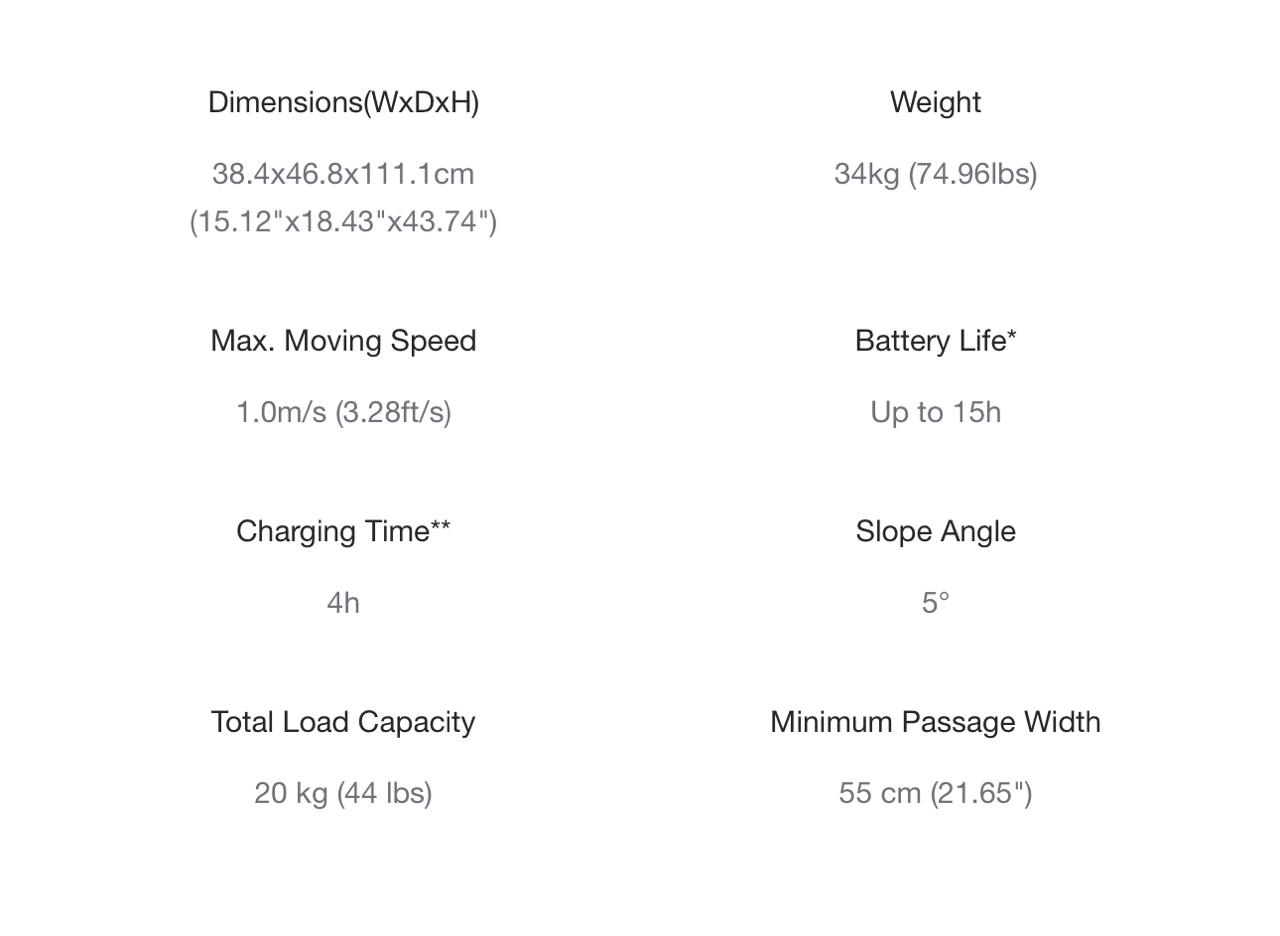 Dimensions(WxDxH)
38.4x46.8x111.1cm
(15.12"x18.43"x43.74")
Weight
34kg (74.96lbs)
Max. Moving Speed
1.0m/s (3.28ft/s)
Battery Life*
Up to 15h
Charging Time**
4h
Slope Angle
5°
Total Load Capacity
20 kg (44 lbs)
Minimum Passage Width
55 cm (21.65")